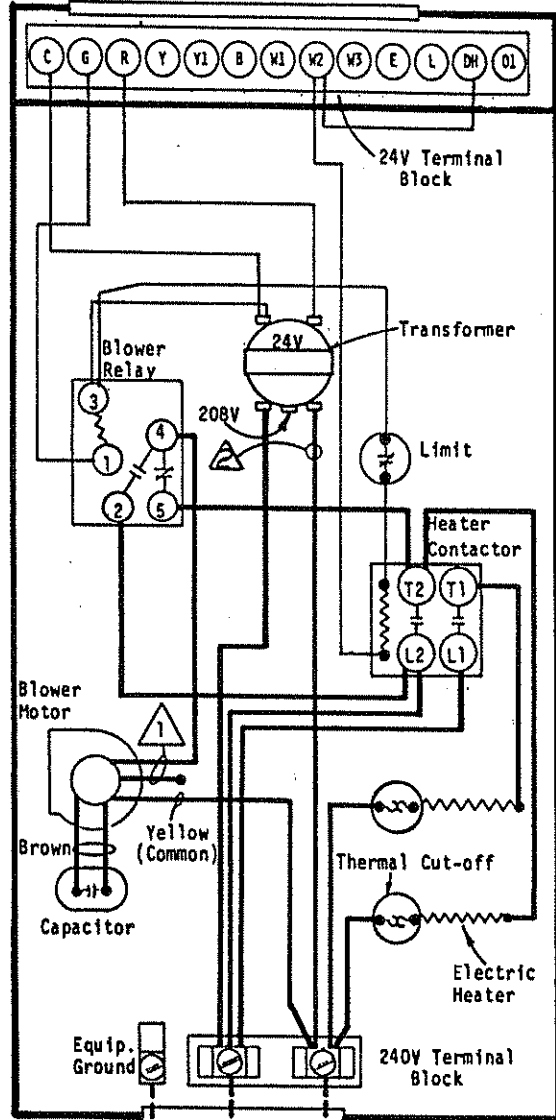 C G R Y Y1 B W1 W2 W3 E L DH O1
24V Terminal
Block
24V
Transformer
Blower
Relay
3
4
208V
2
Limit
1
2
5
Heater
Contactor
T2 T1
L2 L1
Blower
Motor
1
Yellow
(Common)
Brown
Thermal Cut-off
Capacitor
Electric
Heater
Equip.
Ground
240V Terminal
Block